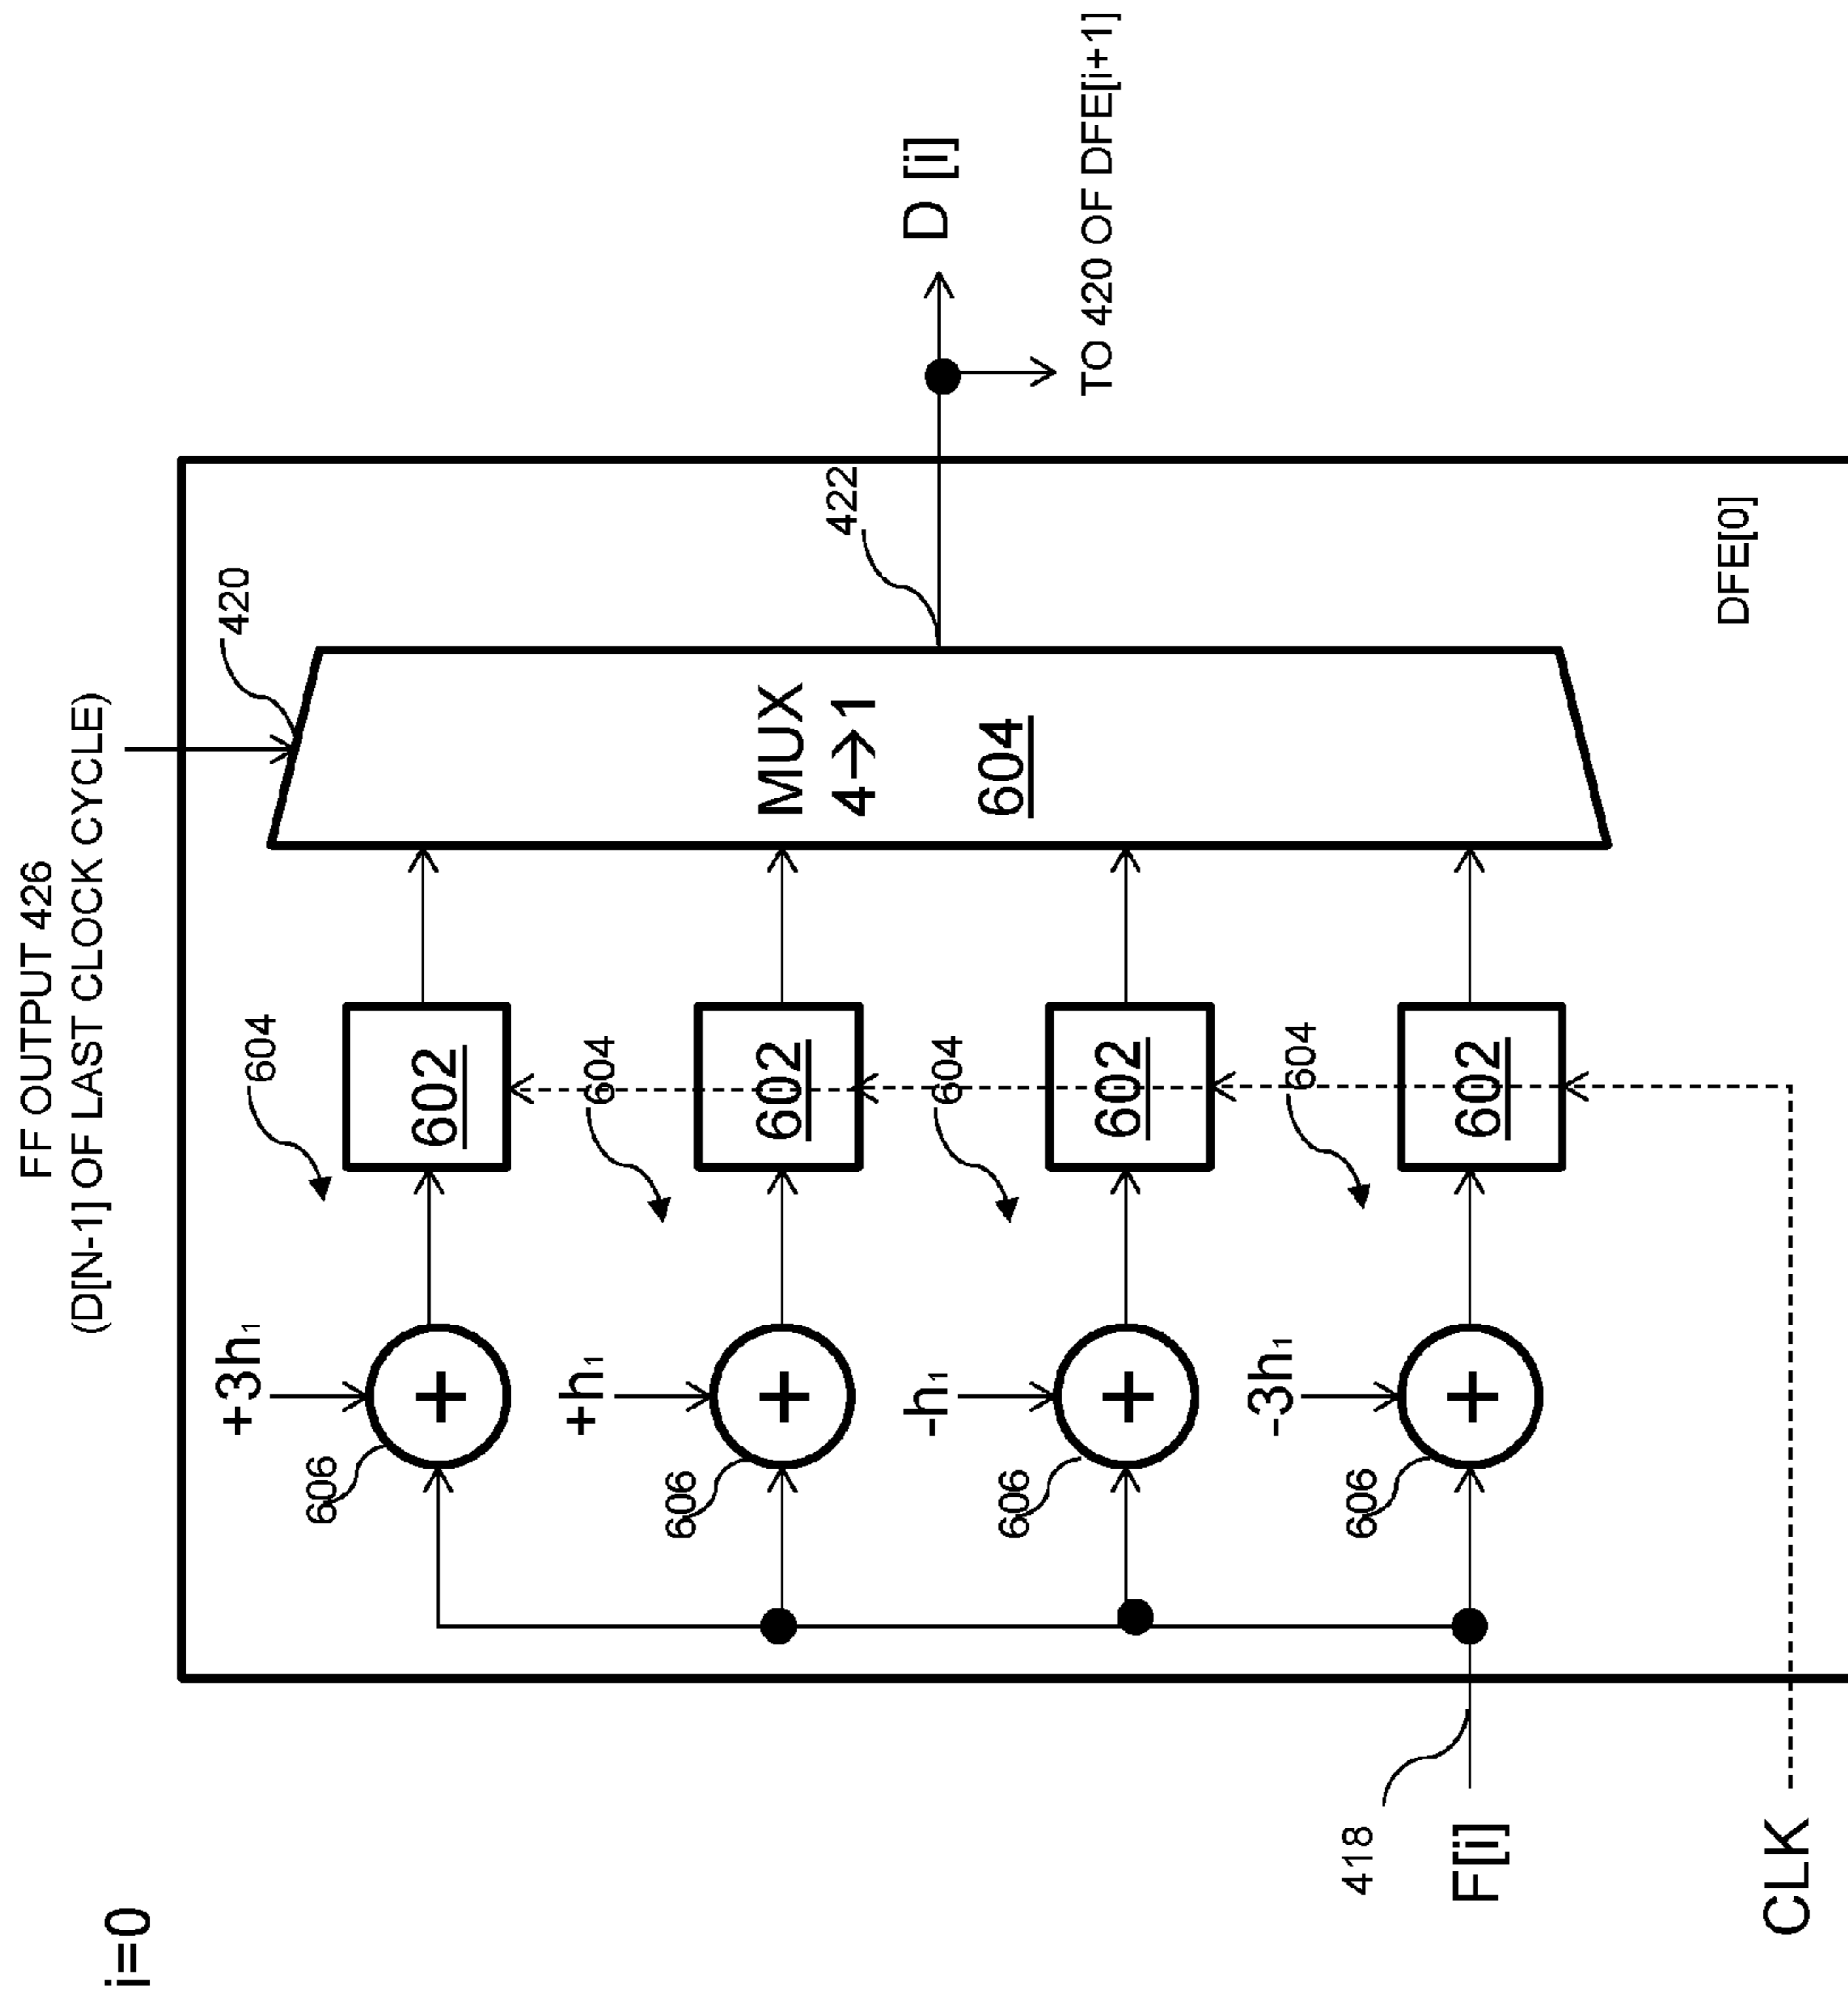 i=0
FF OUTPUT 426
(D[N-1] OF LAST CLOCK CYCLE)
420
+3h1
604
606
602
+h1
604
606
602
MUX
4→1
604
422
D [i]
TO 420 OF DFE[i+1]
-h1
604
606
602
-3h1
604
606
602
418
F[i]
CLK
DFE[0]